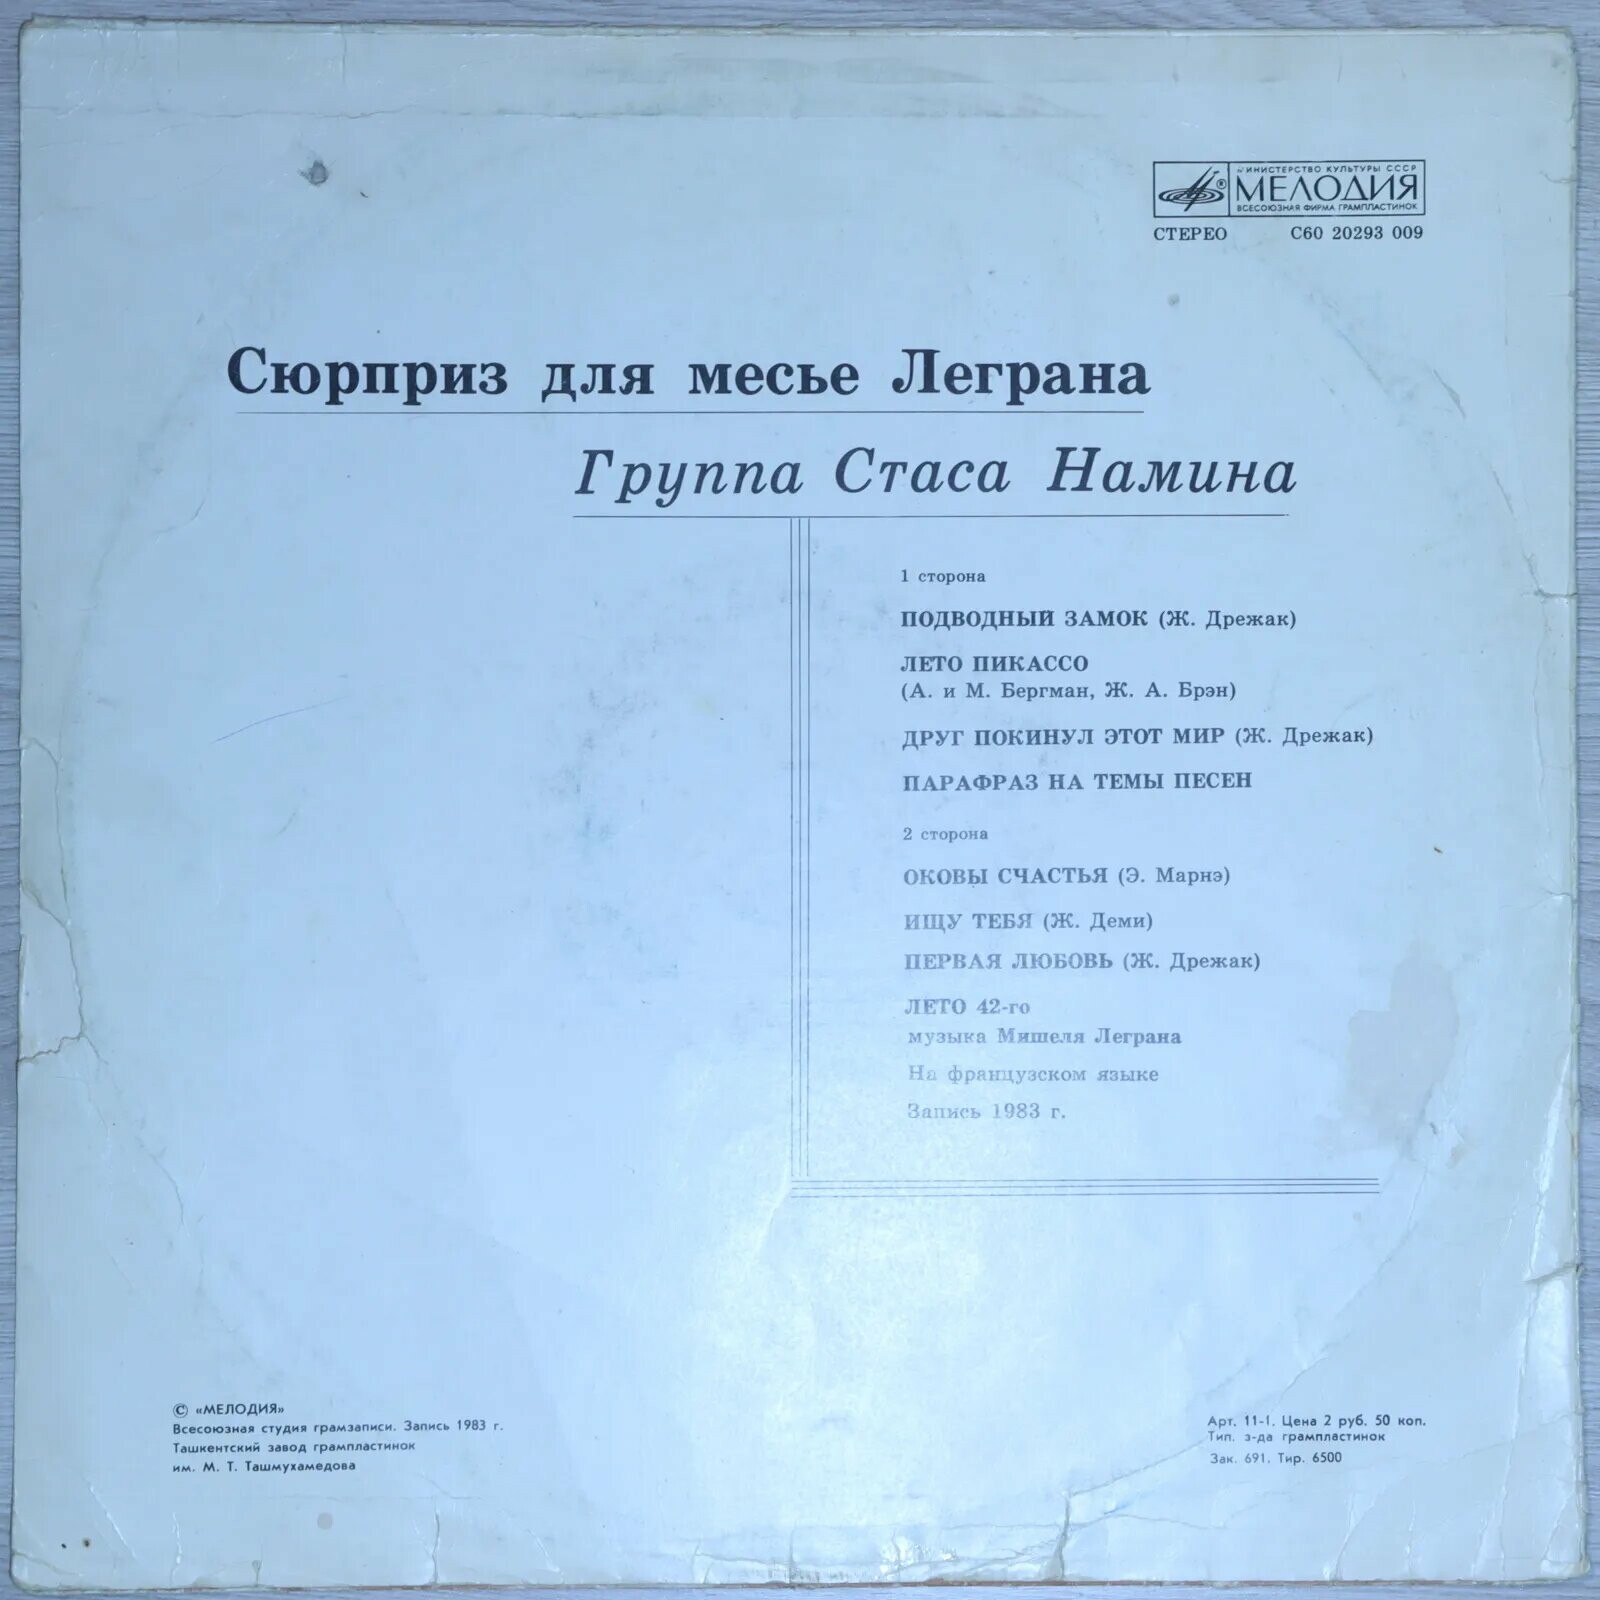 МИНИСТЕРСТВО КУЛЬТУРЫ СССР
МЕЛОДИЯ
ВСЕСОЮЗНАЯ ФИРМА ГРАМПЛАСТИНОК
СТЕРЕО С60 20293 009
Сюрприз для месье Леграна
Группа Стаса Намина
1 сторона
ПОДВОДНЫЙ ЗАМОК (Ж. Дрежак)
ЛЕТО ПИКАССО
(А. и М. Бергман, Ж. А. Брэн)
ДРУГ ПОКИНУЛ ЭТОТ МИР (Ж. Дрежак)
ПАРАФРАЗ НА ТЕМЫ ПЕСЕН
2 сторона
ОКОВЫ СЧАСТЬЯ (Э. Марнэ)
ИЩУ ТЕБЯ (Ж. Деми)
ПЕРВАЯ ЛЮБОВЬ (Ж. Дрежак)
ЛЕТО 42-го
музыка Мишеля Леграна
На французском языке
Запись 1983 г.
© «МЕЛОДИЯ»
Всесоюзная студия грамзаписи. Запись 1983 г.
Ташкентский завод грампластинок
им. М. Т. Ташмухамедова
Арт. 11-1. Цена 2 руб. 50 коп.
Тип. з-да грампластинок
Зак. 691. Тир. 6500